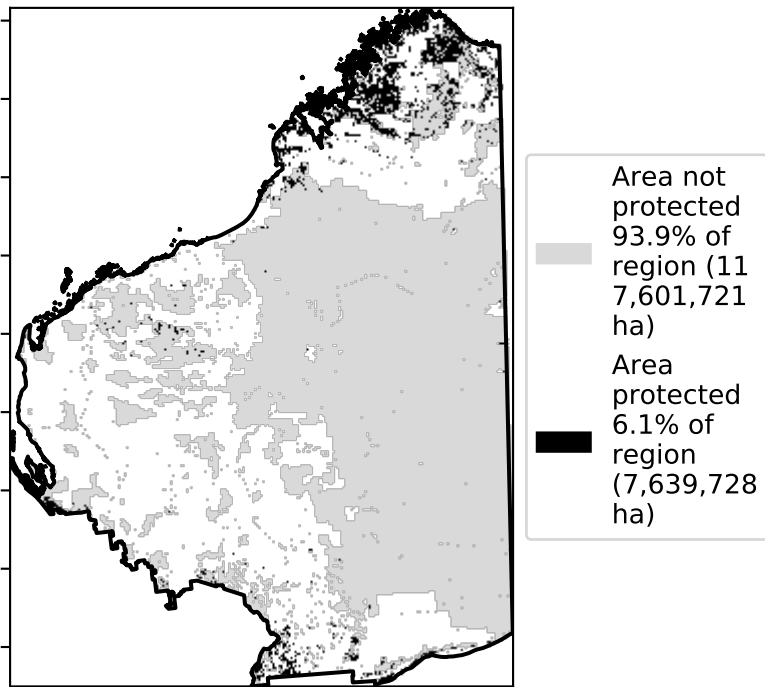 Area not
protected
93.9% of
region (11
7,601,721
ha)
Area
protected
6.1% of
region
(7,639,728
ha)